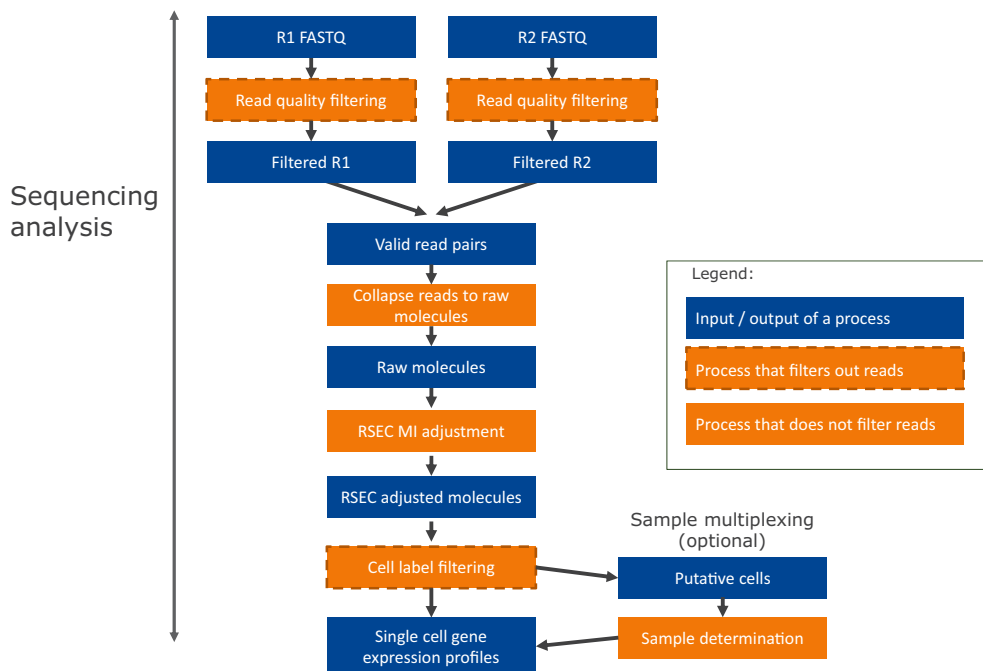 R1 FASTQ
R2 FASTQ
Read quality filtering
Read quality filtering
Filtered R1
Filtered R2
Sequencing
analysis
Valid read pairs
Collapse reads to raw
molecules
Raw molecules
RSEC MI adjustment
RSEC adjusted molecules
Cell label filtering
Single cell gene
expression profiles
Sample multiplexing
(optional)
Putative cells
Sample determination
Legend:
Input / output of a process
Process that filters out reads
Process that does not filter reads